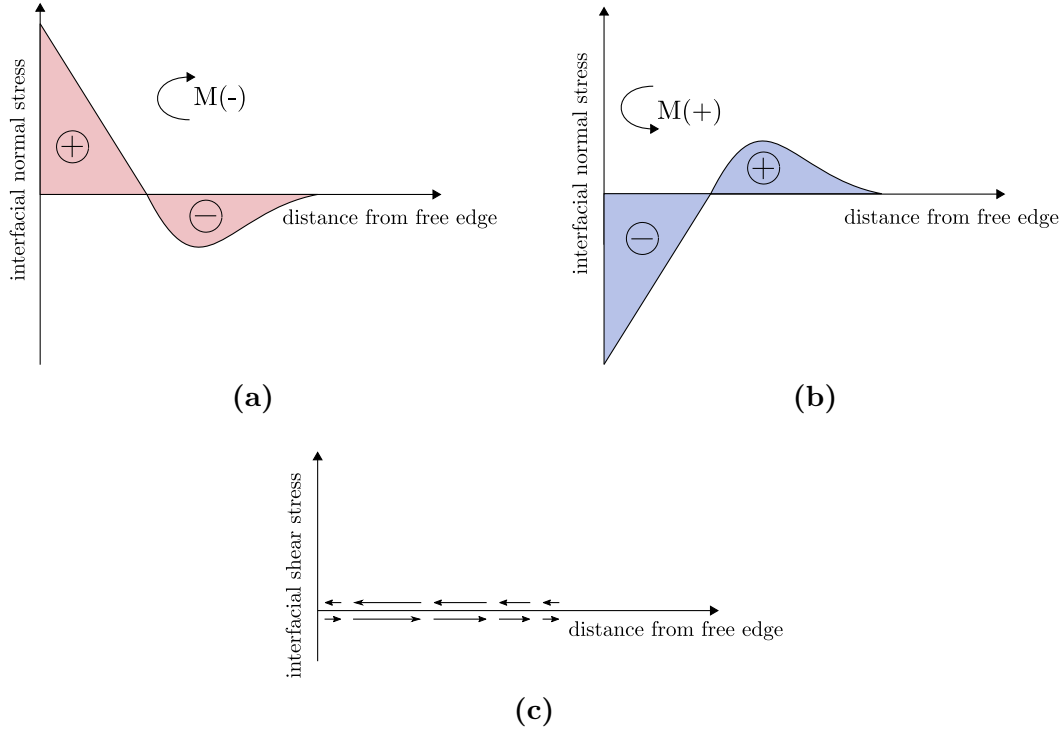 interfacial normal stress
M(-)
+
−
distance from free edge
(a)
interfacial normal stress
M(+)
+
−
distance from free edge
(b)
interfacial shear stress
distance from free edge
(c)